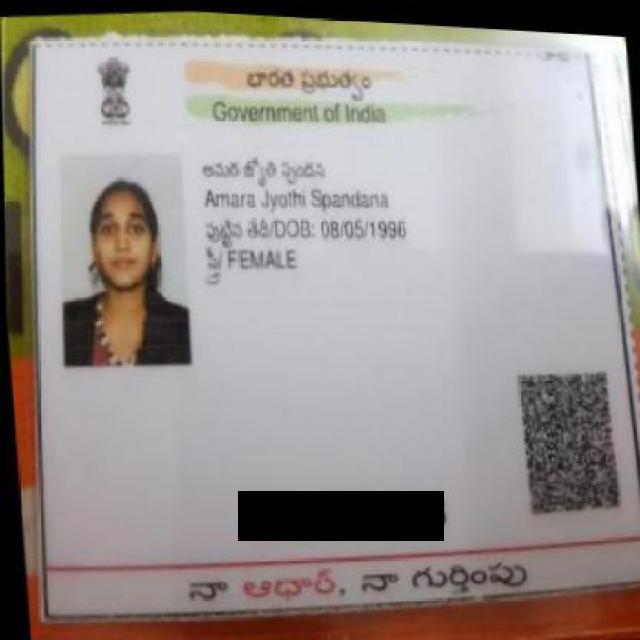 భారత ప్రభుత్వం
Government of India
అమర జ్యోతి స్పందన
Amara Jyothi Spandana
పుట్టిన తేదీ/DOB: 08/05/1996
స్త్రీ/ FEMALE
నా ఆధార్, నా గుర్తింపు